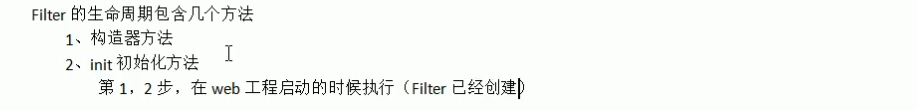 Filter 的生命周期包含几个方法
1、构造器方法
2、init 初始化方法
第 1，2 步，在 web 工程启动的时候执行（Filter 已经创建）